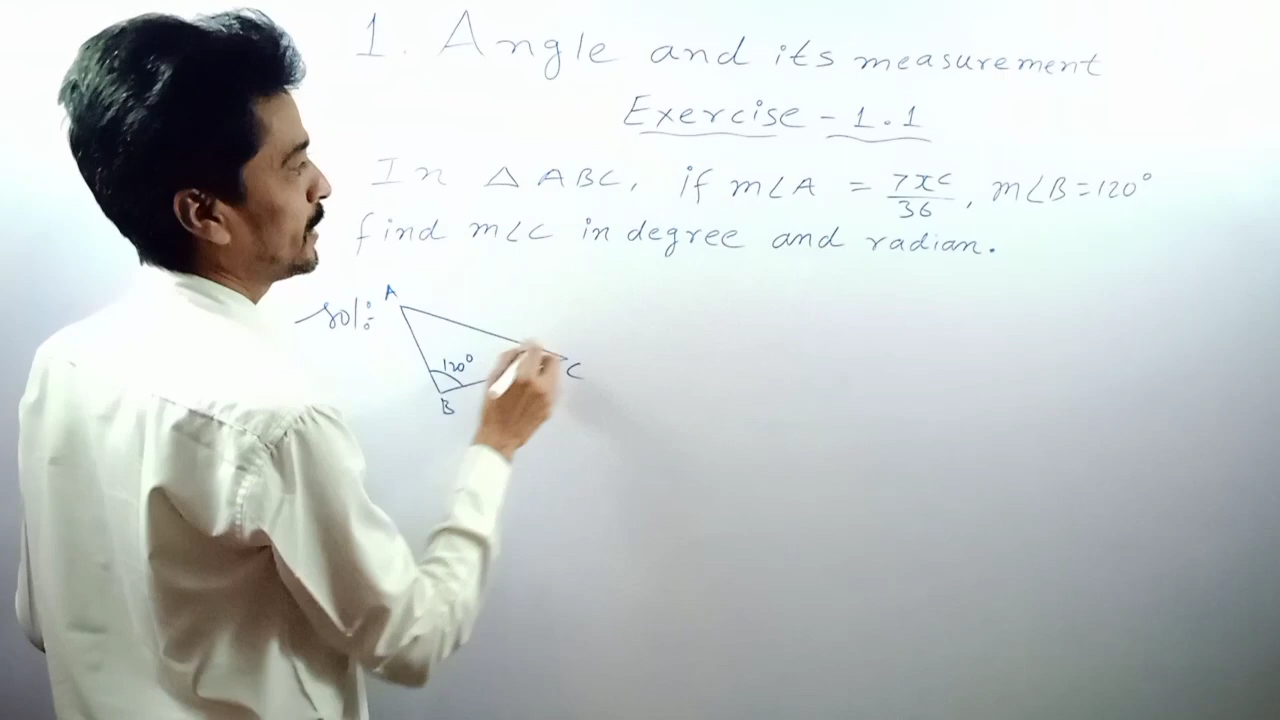 1. Angle and its measurement
Exercise - 1.1
In △ ABC, if m∠A = 7πᶜ/36, m∠B = 120°
find m∠C in degree and radian.
Sol:
A
120°
C
B